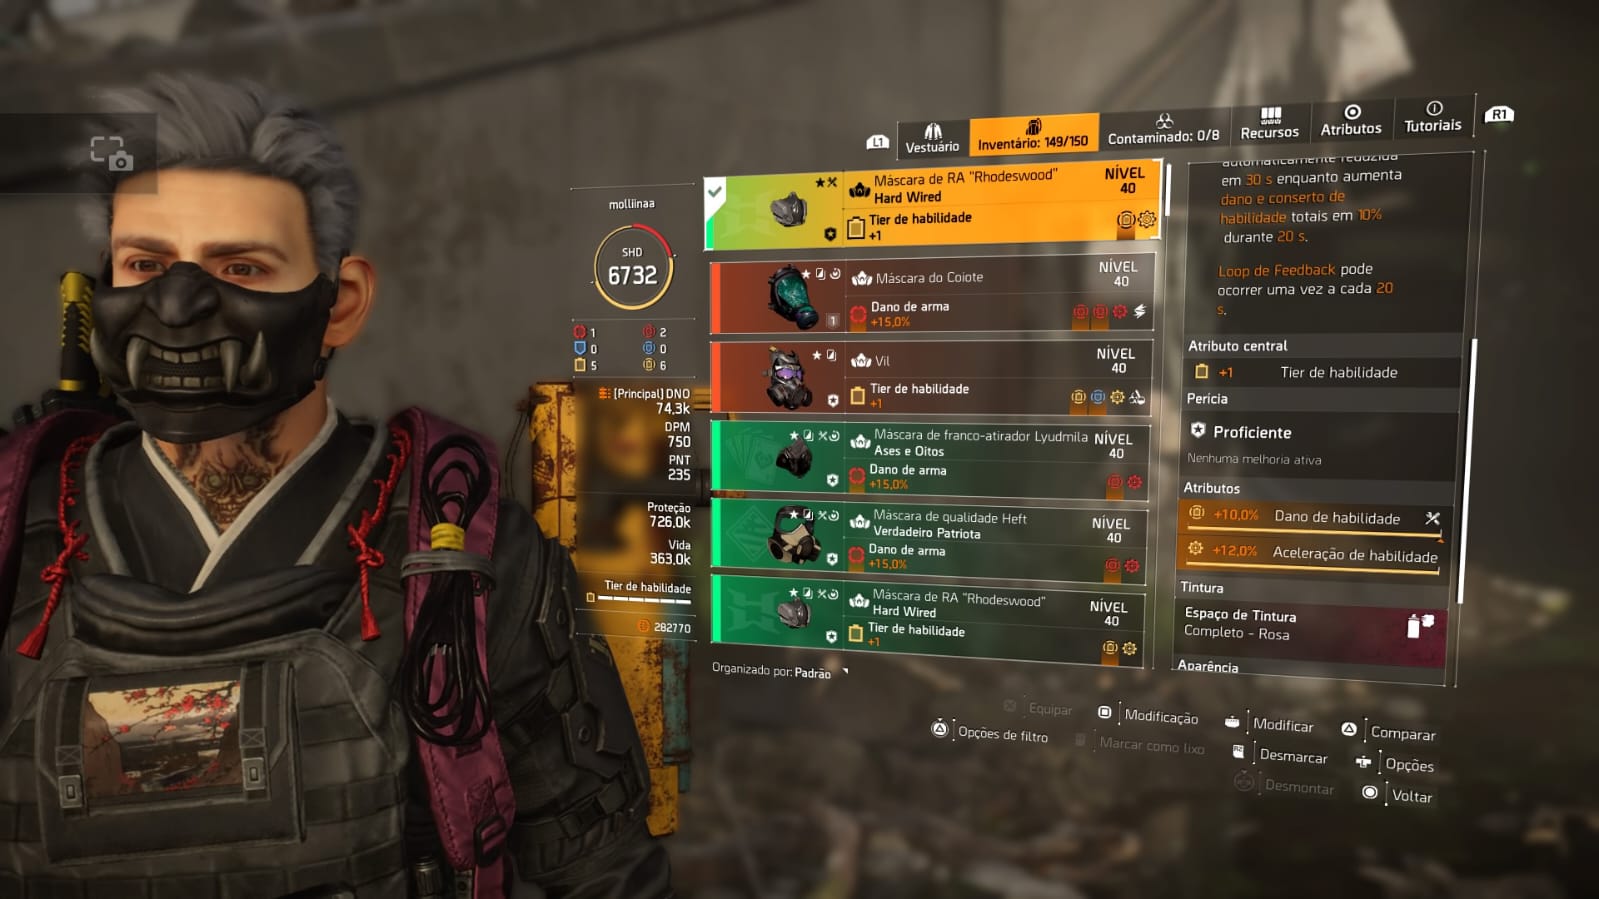 L1
Vestuário
Inventário: 149/150
Contaminado: 0/8
Recursos
Atributos
Tutoriais
R1
molliinaa
SHD
6732
1
2
0
0
5
6
[Principal] DNO
74,3k
DPM
750
PNT
235
Proteção
726,0k
Vida
363,0k
Tier de habilidade
282770
Máscara de RA "Rhodeswood"
Hard Wired
NÍVEL
40
Tier de habilidade
+1
Máscara do Coiote
NÍVEL
40
Dano de arma
+15,0%
1
Vil
NÍVEL
40
Tier de habilidade
+1
Máscara de franco-atirador Lyudmila
Ases e Oitos
NÍVEL
40
Dano de arma
+15,0%
Máscara de qualidade Heft
Verdadeiro Patriota
NÍVEL
40
Dano de arma
+15,0%
Máscara de RA "Rhodeswood"
Hard Wired
NÍVEL
40
Tier de habilidade
+1
Organizado por: Padrão
automaticamente reduzida
em 30 s enquanto aumenta
dano e conserto de
habilidade totais em 10%
durante 20 s.
Loop de Feedback pode
ocorrer uma vez a cada 20
s.
Atributo central
+1 Tier de habilidade
Perícia
Proficiente
Nenhuma melhoria ativa
Atributos
+10,0% Dano de habilidade
+12,0% Aceleração de habilidade
Tintura
Espaço de Tintura
Completo - Rosa
Aparência
Equipar
Modificação
Modificar
Comparar
Opções de filtro
Marcar como lixo
R2
Desmarcar
Opções
Desmontar
Voltar